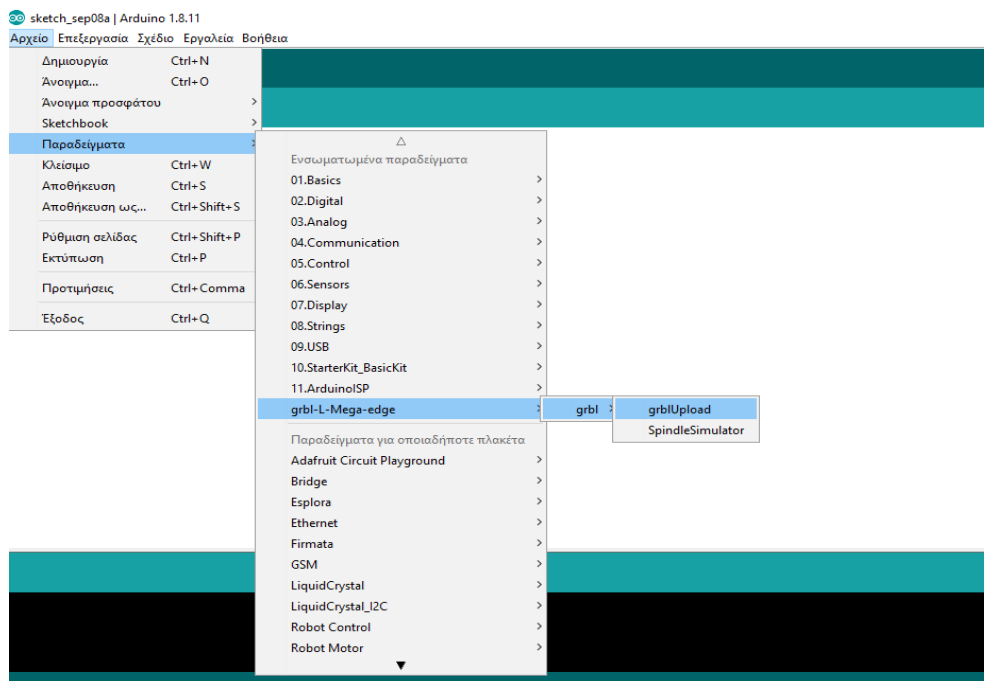 sketch_sep08a | Arduino 1.8.11
Αρχείο Επεξεργασία Σχέδιο Εργαλεία Βοήθεια
Δημιουργία Ctrl+N
Άνοιγμα... Ctrl+O
Άνοιγμα προσφάτου
Sketchbook
Παραδείγματα
Κλείσιμο Ctrl+W
Αποθήκευση Ctrl+S
Αποθήκευση ως... Ctrl+Shift+S
Ρύθμιση σελίδας Ctrl+Shift+P
Εκτύπωση Ctrl+P
Προτιμήσεις Ctrl+Comma
Έξοδος Ctrl+Q
Ενσωματωμένα παραδείγματα
01.Basics
02.Digital
03.Analog
04.Communication
05.Control
06.Sensors
07.Display
08.Strings
09.USB
10.StarterKit_BasicKit
11.ArduinoISP
grbl-L-Mega-edge
Παραδείγματα για οποιαδήποτε πλακέτα
Adafruit Circuit Playground
Bridge
Esplora
Ethernet
Firmata
GSM
LiquidCrystal
LiquidCrystal_I2C
Robot Control
Robot Motor
grbl
grblUpload
SpindleSimulator